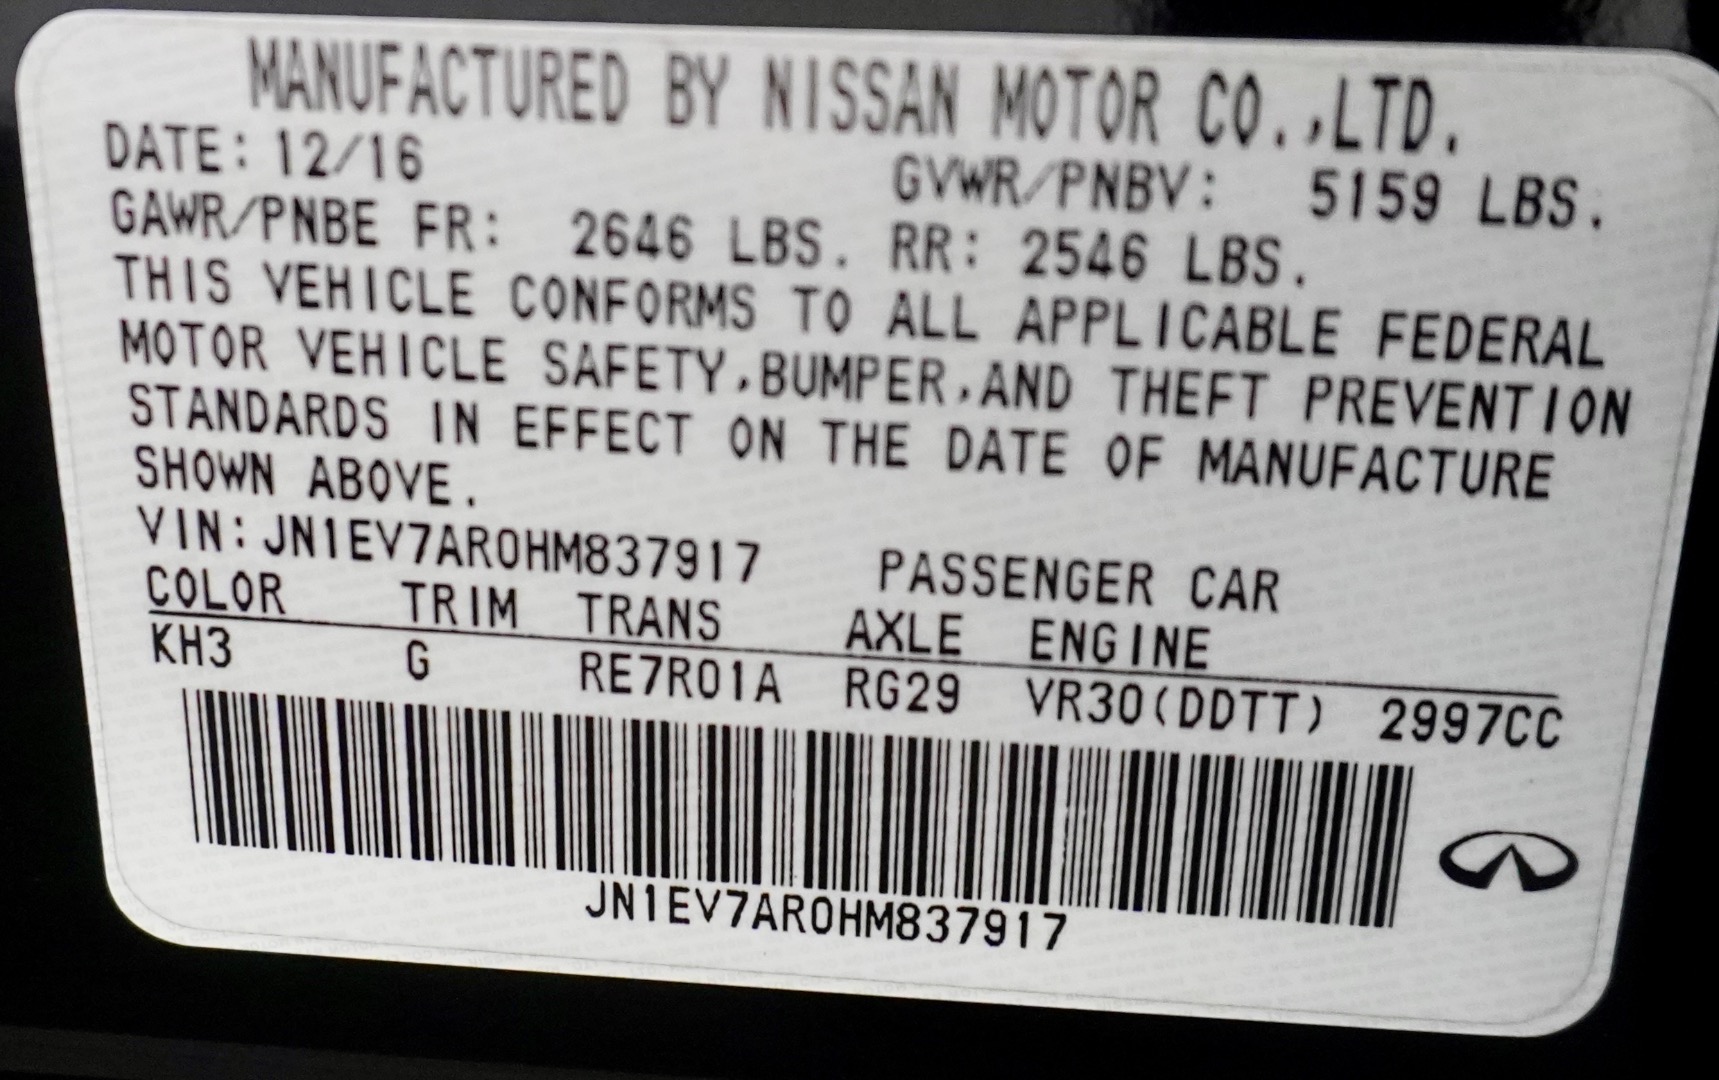 MANUFACTURED BY NISSAN MOTOR CO.,LTD.
DATE: 12/16 GVWR/PNBV: 5159 LBS.
GAWR/PNBE FR: 2646 LBS. RR: 2546 LBS.
THIS VEHICLE CONFORMS TO ALL APPLICABLE FEDERAL
MOTOR VEHICLE SAFETY,BUMPER,AND THEFT PREVENTION
STANDARDS IN EFFECT ON THE DATE OF MANUFACTURE
SHOWN ABOVE.
VIN:JN1EV7AR0HM837917 PASSENGER CAR
COLOR TRIM TRANS AXLE ENGINE
KH3 G RE7R01A RG29 VR30(DDTT) 2997CC
JN1EV7AR0HM837917